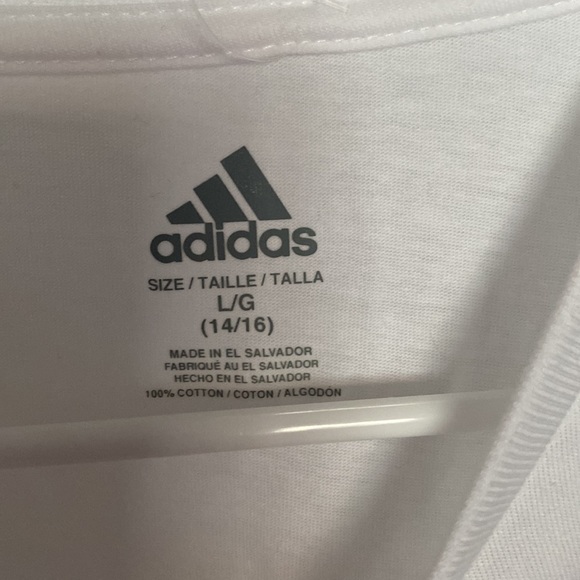 adidas
SIZE / TAILLE / TALLA
L/G
(14/16)
MADE IN EL SALVADOR
FABRIQUÉ AU EL SALVADOR
HECHO EN EL SALVADOR
100% COTTON / COTON / ALGODÓN